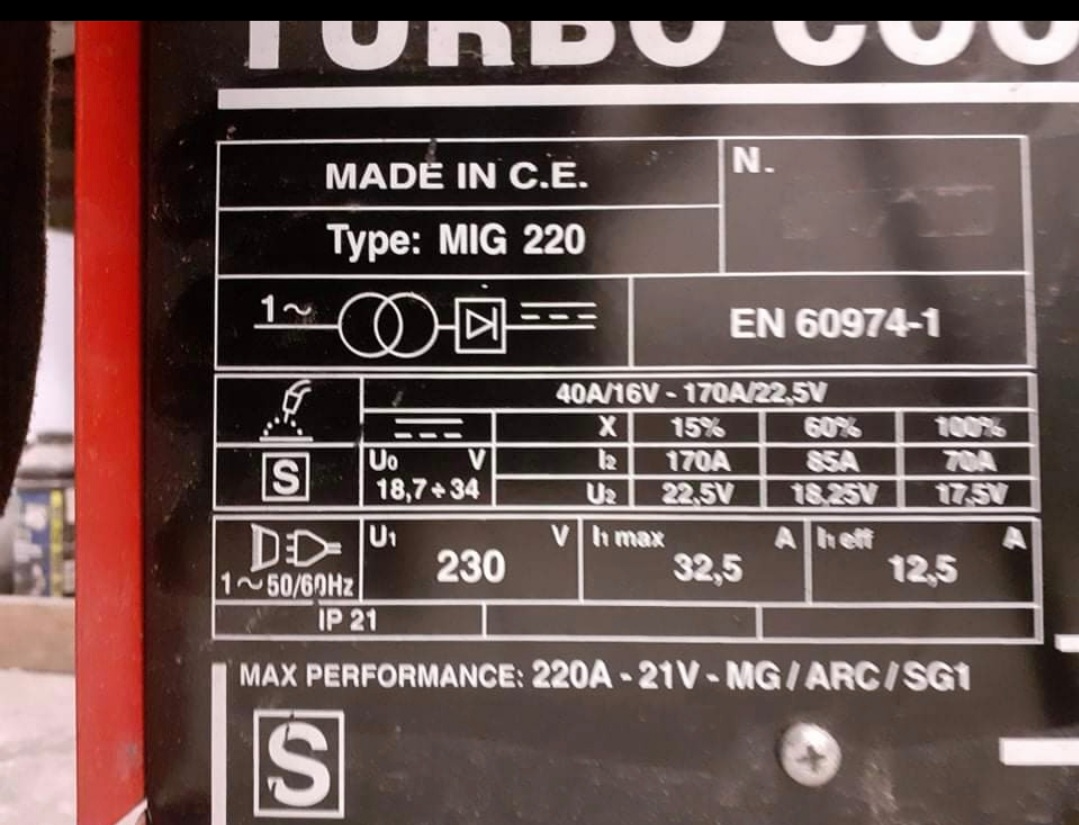 TURBO COO
MADE IN C.E.
N.
Type: MIG 220
1~
EN 60974-1
40A/16V - 170A/22,5V
X 15% 60% 100%
U0 V I2 170A 85A 70A
18,7÷34 U2 22,5V 18,25V 17,5V
S
U1 V I1 max A I1 eff A
230 32,5 12,5
1~50/60Hz
IP 21
MAX PERFORMANCE: 220A - 21V - MG / ARC / SG1
S